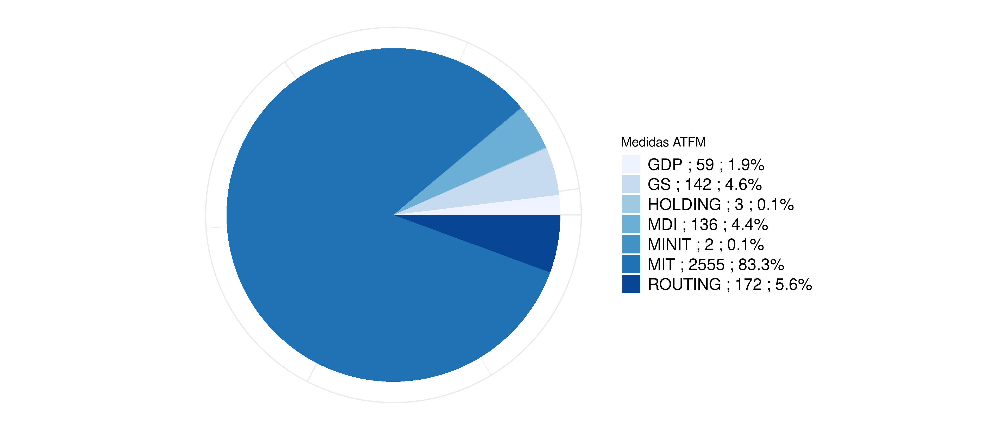 Medidas ATFM
GDP ; 59 ; 1.9%
GS ; 142 ; 4.6%
HOLDING ; 3 ; 0.1%
MDI ; 136 ; 4.4%
MINIT ; 2 ; 0.1%
MIT ; 2555 ; 83.3%
ROUTING ; 172 ; 5.6%